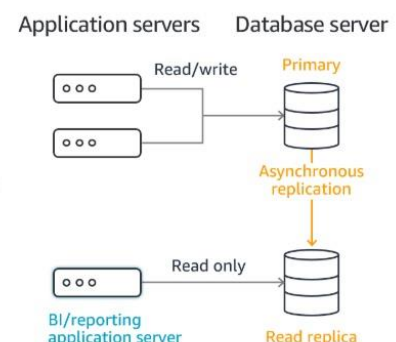 Application servers
Database server
Read/write
Primary
Asynchronous
replication
Read only
BI/reporting
application server
Read replica